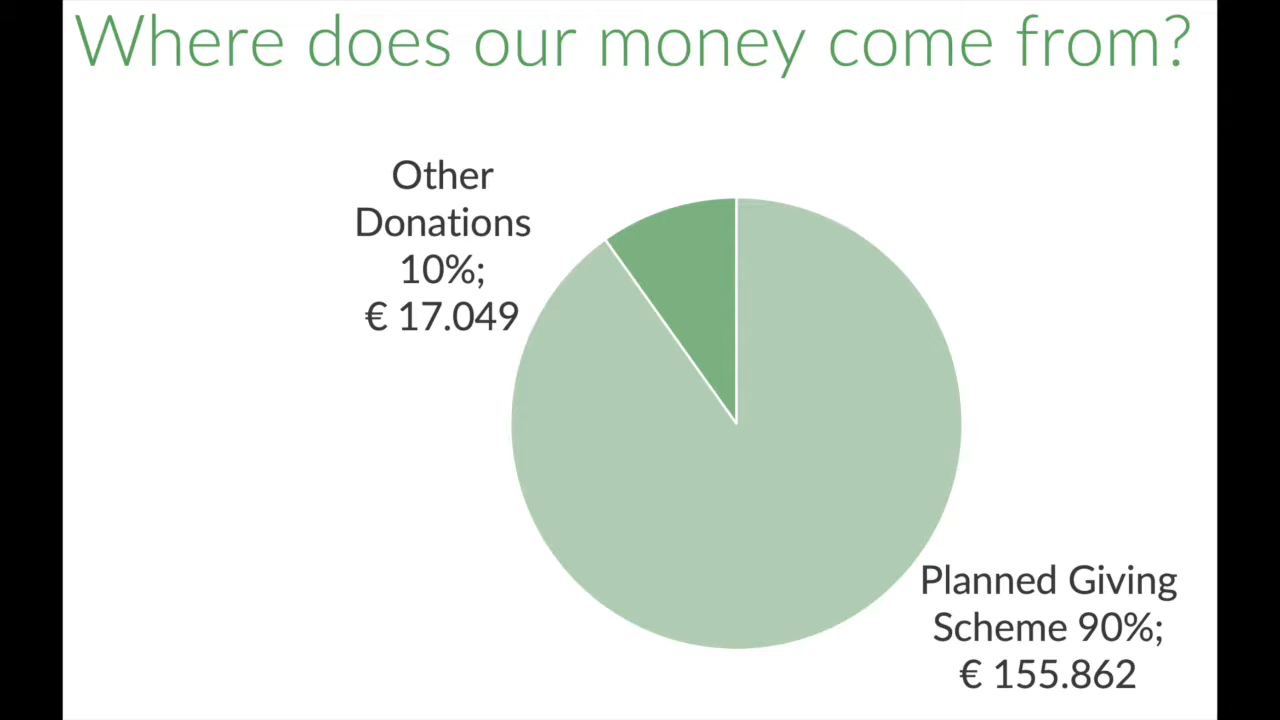 Where does our money come from?
Other
Donations
10%;
€ 17.049
Planned Giving
Scheme 90%;
€ 155.862